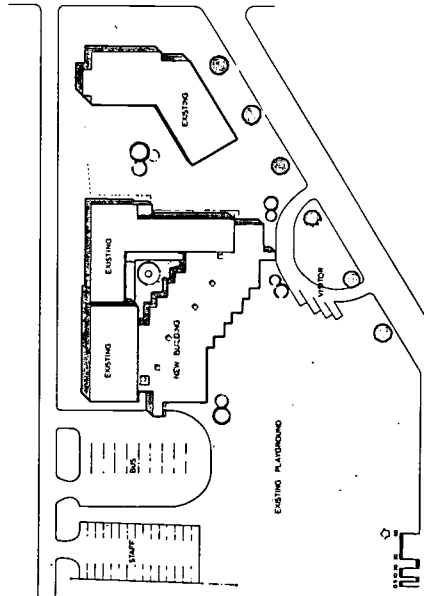 EXISTING
EXISTING
EXISTING
NEW BUILDING
VISITOR
BUS
EXISTING PLAYGROUND
STAFF